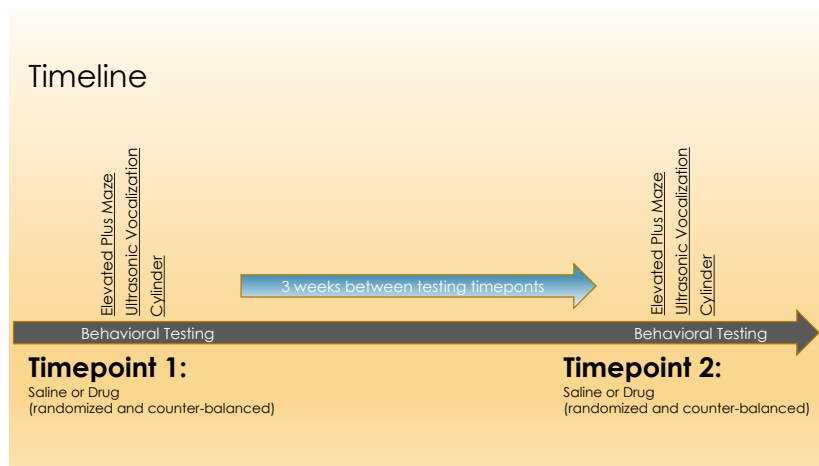 Timeline
Elevated Plus Maze
Ultrasonic Vocalization
Cylinder
3 weeks between testing timeponts
Elevated Plus Maze
Ultrasonic Vocalization
Cylinder
Behavioral Testing
Behavioral Testing
Timepoint 1:
Saline or Drug
(randomized and counter-balanced)
Timepoint 2:
Saline or Drug
(randomized and counter-balanced)